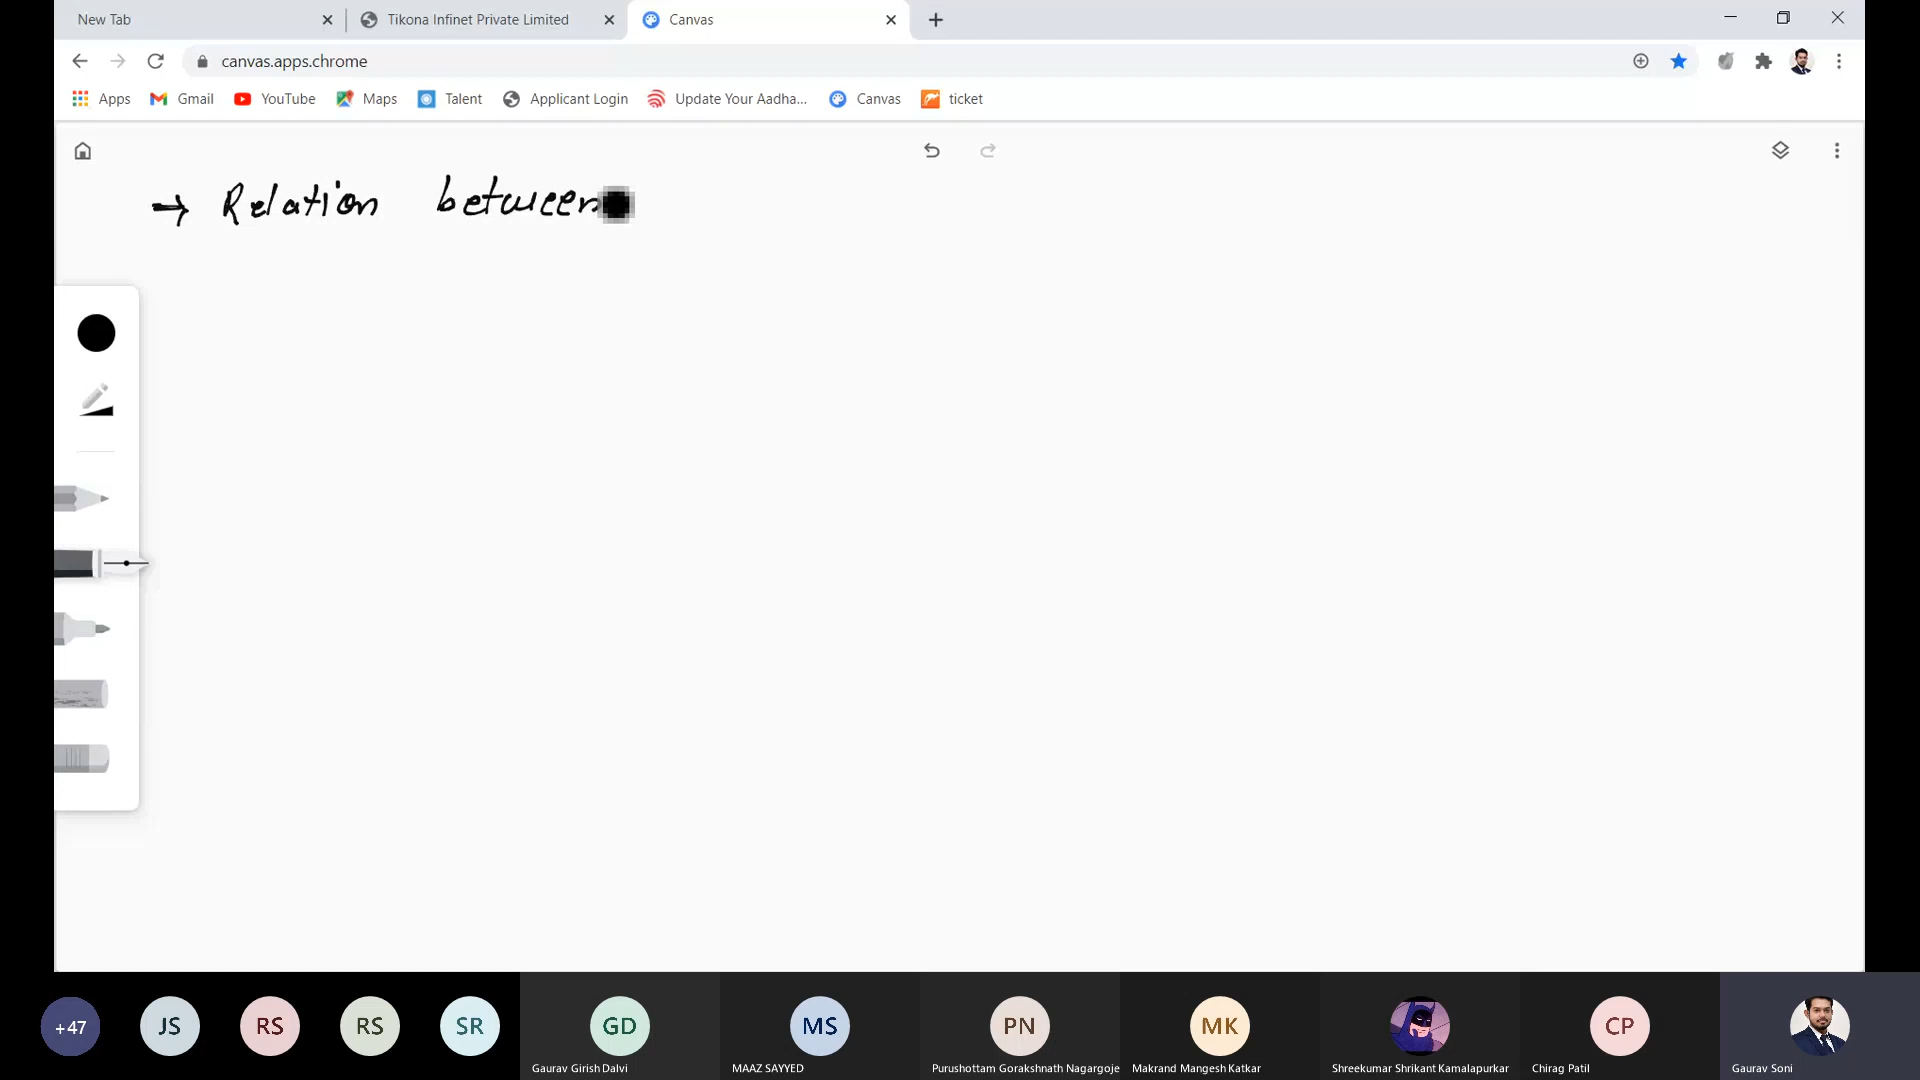 New Tab
Tikona Infinet Private Limited
Canvas
canvas.apps.chrome
Apps
Gmail
YouTube
Maps
Talent
Applicant Login
Update Your Aadha...
Canvas
ticket
→ Relation between
+47
JS
RS
RS
SR
GD
Gaurav Girish Dalvi
MS
MAAZ SAYYED
PN
Purushottam Gorakshnath Nagargoje
MK
Makrand Mangesh Katkar
Shreekumar Shrikant Kamalapurkar
CP
Chirag Patil
Gaurav Soni